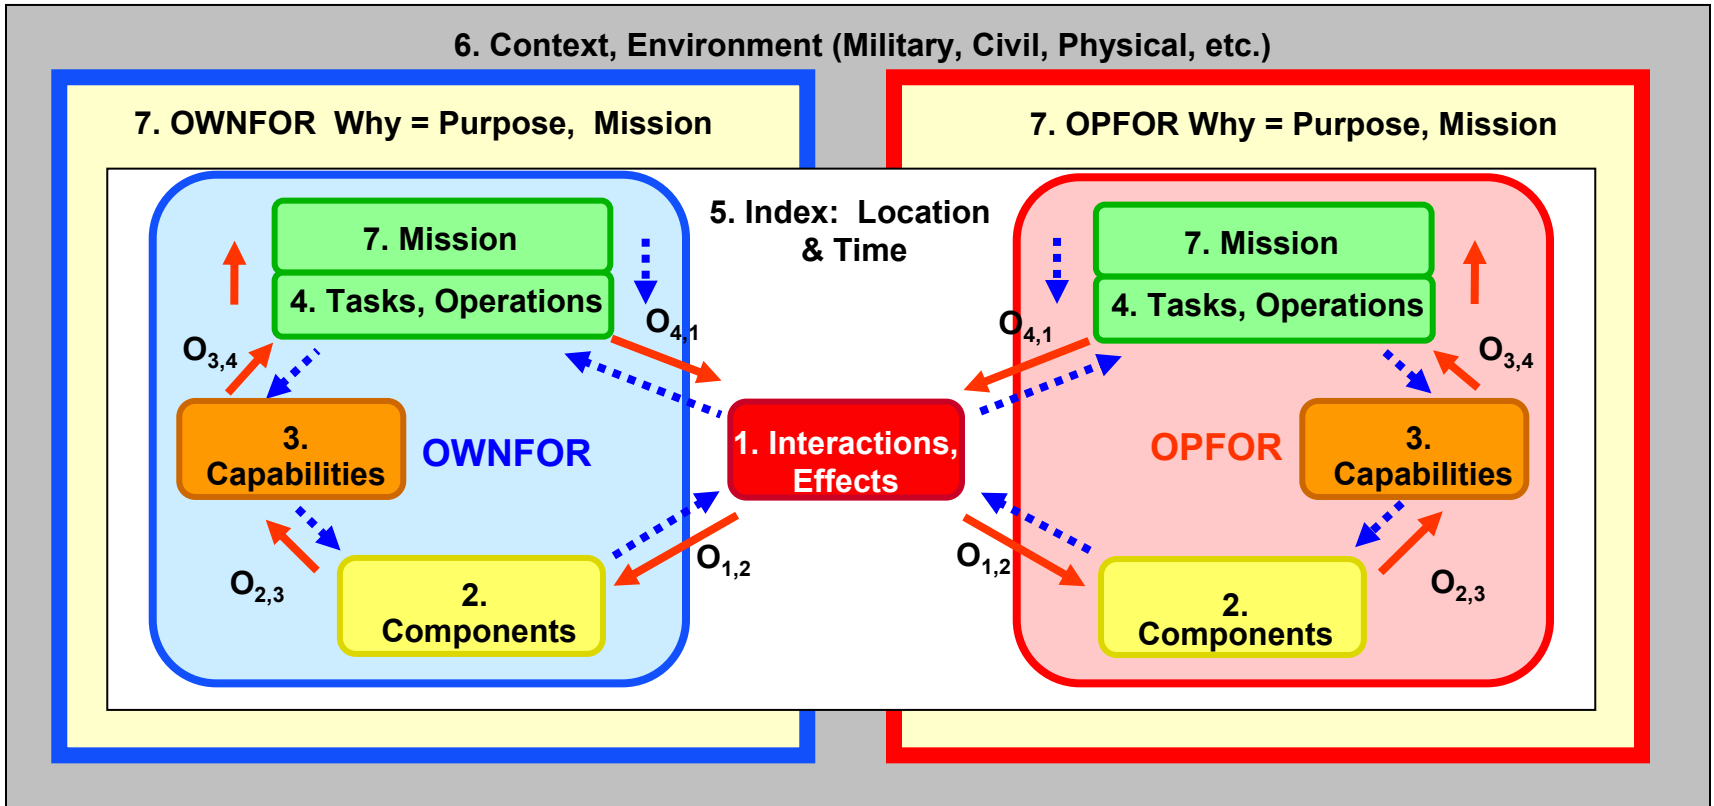 6. Context, Environment (Military, Civil, Physical, etc.)
7. OWNFOR  Why = Purpose,  Mission
7. OPFOR Why = Purpose, Mission
5. Index:  Location
& Time
7. Mission
4. Tasks, Operations
O4,1
O3,4
3.
Capabilities
OWNFOR
O2,3
2.
Components
O1,2
1. Interactions,
Effects
7. Mission
4. Tasks, Operations
O4,1
O3,4
OPFOR
3.
Capabilities
O1,2
O2,3
2.
Components